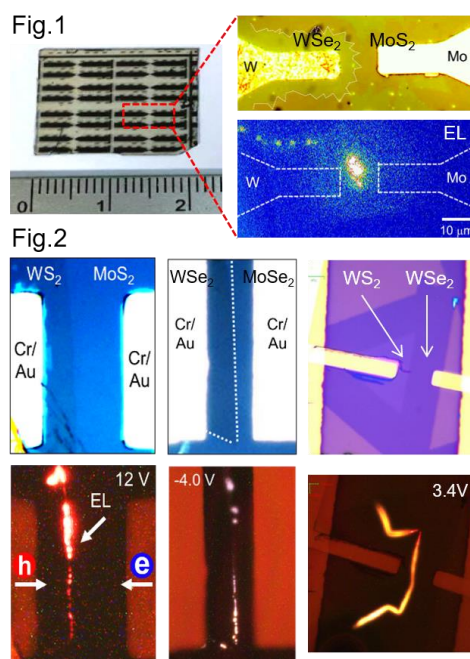 Fig.1
WSe₂ MoS₂
W Mo
EL
W Mo
0 1 2
10 μm
Fig.2
WS₂ MoS₂
Cr/
Au
Cr/
Au
WSe₂ MoSe₂
Cr/
Au
Cr/
Au
WS₂ WSe₂
12 V
EL
h e
-4.0 V
3.4V